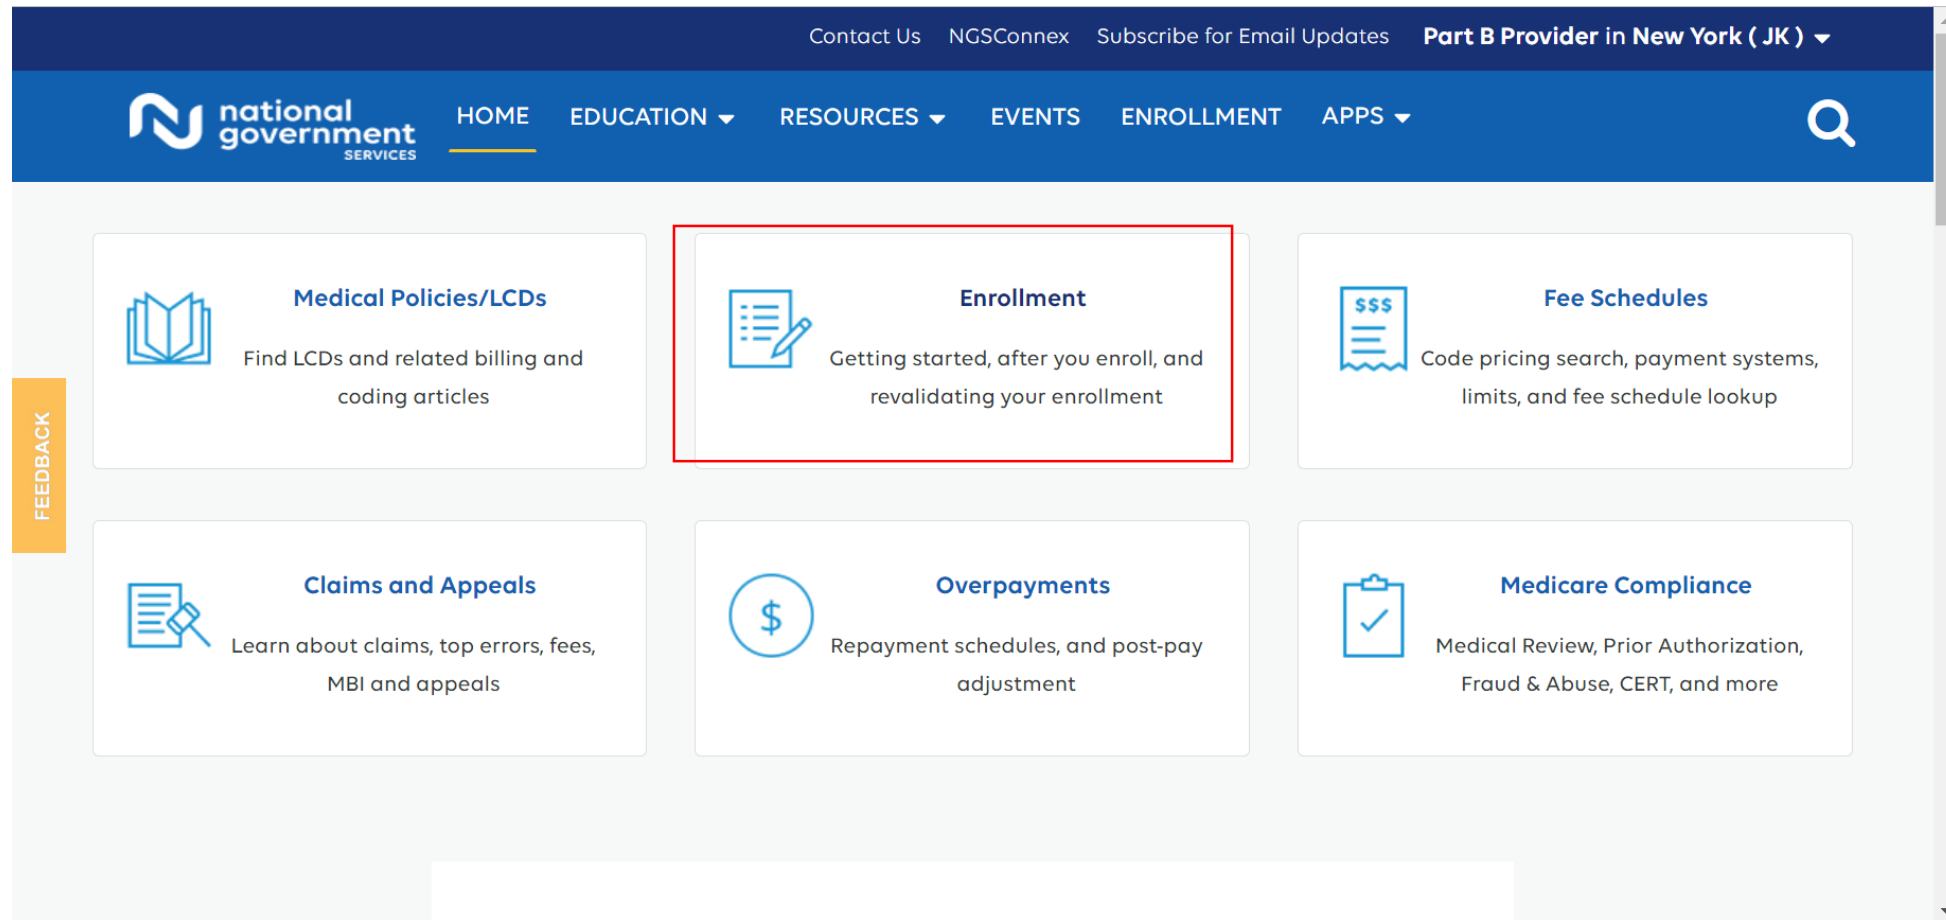 Contact Us NGSConnex Subscribe for Email Updates Part B Provider in New York ( JK )
national
government
SERVICES
HOME EDUCATION RESOURCES EVENTS ENROLLMENT APPS
Medical Policies/LCDs
Find LCDs and related billing and
coding articles
Enrollment
Getting started, after you enroll, and
revalidating your enrollment
$$$
Fee Schedules
Code pricing search, payment systems,
limits, and fee schedule lookup
FEEDBACK
Claims and Appeals
Learn about claims, top errors, fees,
MBI and appeals
$
Overpayments
Repayment schedules, and post-pay
adjustment
Medicare Compliance
Medical Review, Prior Authorization,
Fraud & Abuse, CERT, and more